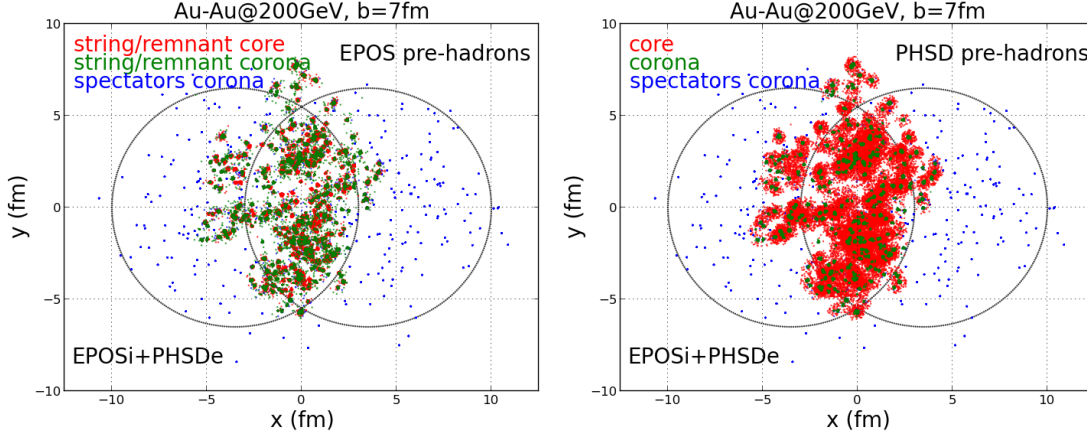 Au-Au@200GeV, b=7fm
string/remnant core
string/remnant corona
spectators corona
EPOS pre-hadrons
EPOSi+PHSDe
y (fm)
10
5
0
−5
−10
−10
−5
0
5
10
x (fm)
Au-Au@200GeV, b=7fm
core
corona
spectators corona
PHSD pre-hadrons
EPOSi+PHSDe
y (fm)
10
5
0
−5
−10
−10
−5
0
5
10
x (fm)